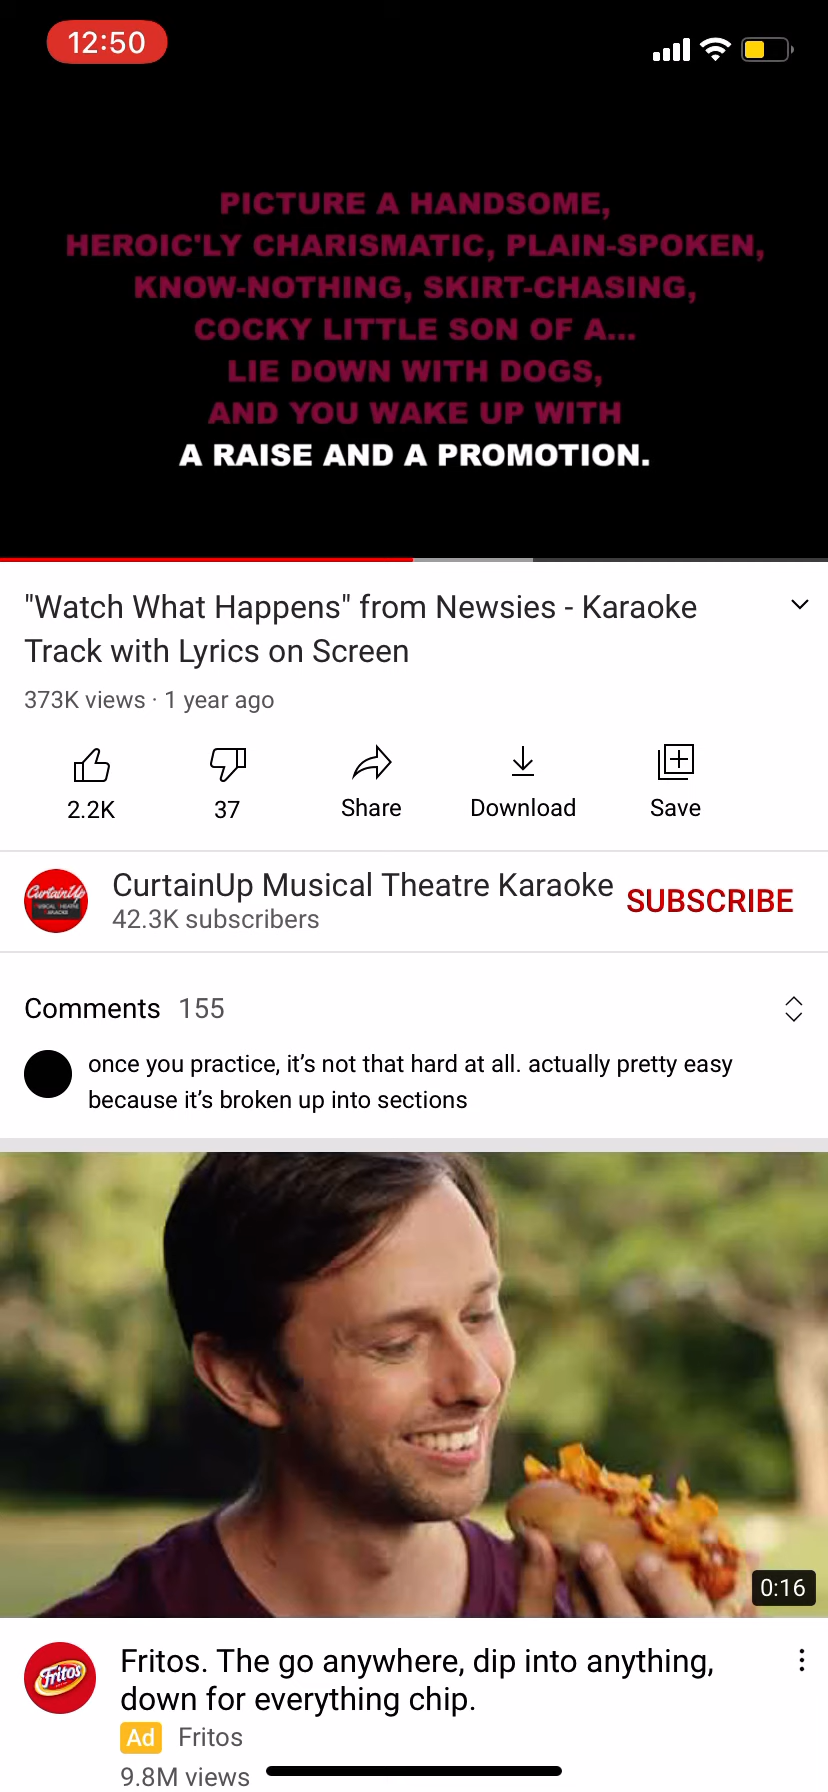 12:50
PICTURE A HANDSOME,
HEROIC'LY CHARISMATIC, PLAIN-SPOKEN,
KNOW-NOTHING, SKIRT-CHASING,
COCKY LITTLE SON OF A...
LIE DOWN WITH DOGS,
AND YOU WAKE UP WITH
A RAISE AND A PROMOTION.
"Watch What Happens" from Newsies - Karaoke
Track with Lyrics on Screen
373K views · 1 year ago
2.2K 37 Share Download Save
CurtainUp
MUSICAL THEATRE
KARAOKE
CurtainUp Musical Theatre Karaoke
42.3K subscribers
SUBSCRIBE
Comments 155
once you practice, it's not that hard at all. actually pretty easy
because it's broken up into sections
0:16
Fritos
Fritos. The go anywhere, dip into anything,
down for everything chip.
Ad Fritos
9.8M views